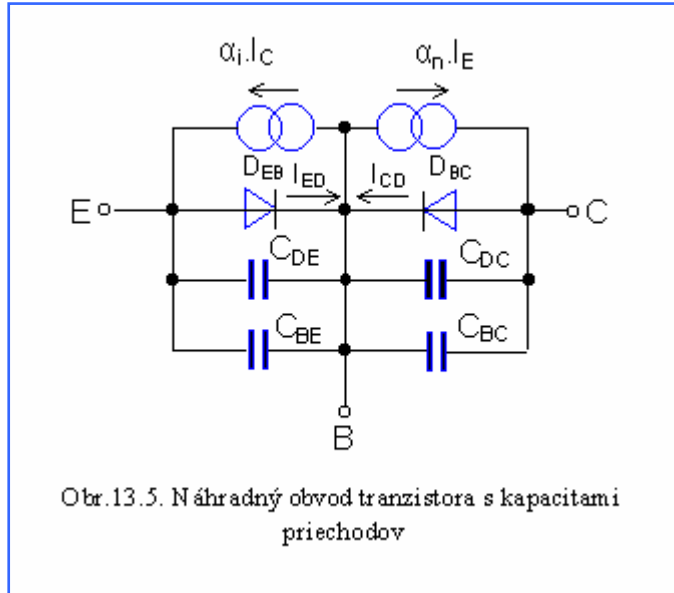 αi.IC αn.IE
DEB IED ICD DBC
E C
CDE CDC
CBE CBC
B
Obr.13.5. Náhradný obvod tranzistora s kapacitami
priechodov